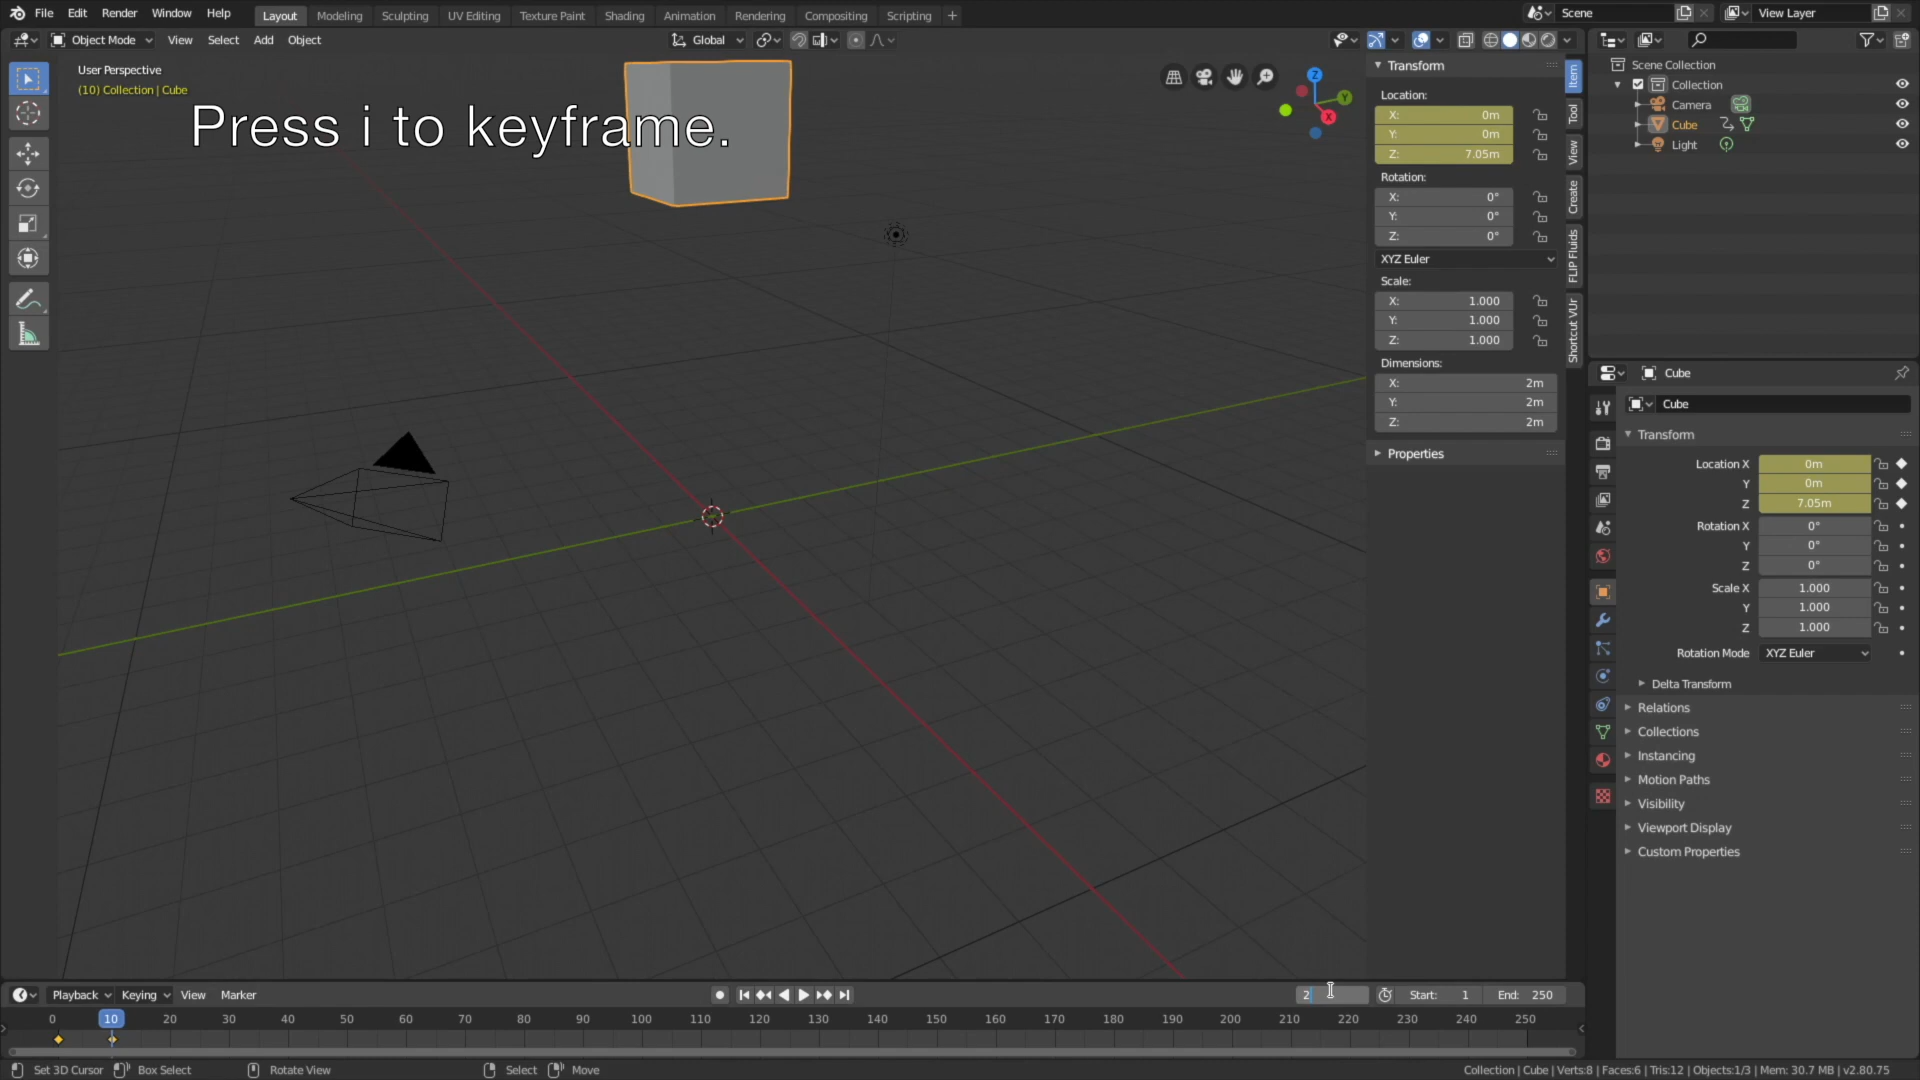 File Edit Render Window Help
Layout Modeling Sculpting UV Editing Texture Paint Shading Animation Rendering Compositing Scripting +
Scene
View Layer
Object Mode View Select Add Object
Global
User Perspective
(10) Collection | Cube
Press i to keyframe.
Transform
Location:
X: 0m
Y: 0m
Z: 7.05m
Rotation:
X: 0°
Y: 0°
Z: 0°
XYZ Euler
Scale:
X: 1.000
Y: 1.000
Z: 1.000
Dimensions:
X: 2m
Y: 2m
Z: 2m
Properties
Item
Tool
View
Create
FLIP Fluids
Shortcut VUr
Z
Y
X
Scene Collection
Collection
Camera
Cube
Light
Cube
Cube
Transform
Location X 0m
Y 0m
Z 7.05m
Rotation X 0°
Y 0°
Z 0°
Scale X 1.000
Y 1.000
Z 1.000
Rotation Mode XYZ Euler
Delta Transform
Relations
Collections
Instancing
Motion Paths
Visibility
Viewport Display
Custom Properties
Playback Keying View Marker
2
Start: 1
End: 250
0 10 20 30 40 50 60 70 80 90 100 110 120 130 140 150 160 170 180 190 200 210 220 230 240 250
Set 3D Cursor Box Select Rotate View Select Move
Collection | Cube | Verts:8 | Faces:6 | Tris:12 | Objects:1/3 | Mem: 30.7 MB | v2.80.75